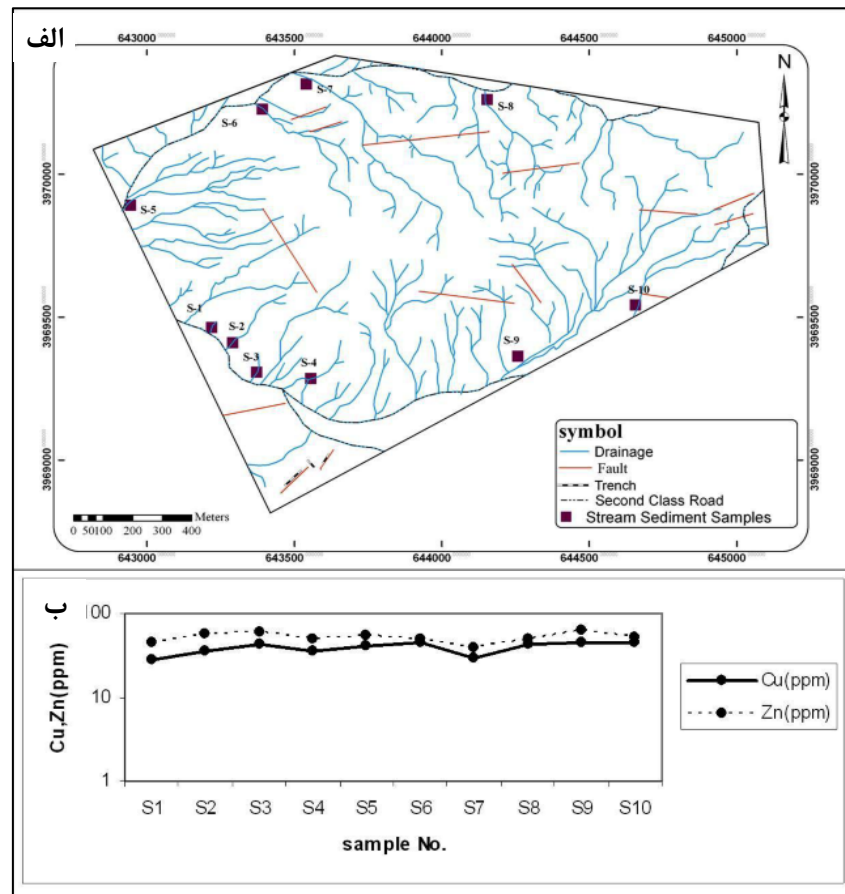 الف
643000 643500 644000 644500 645000
N
S-7
S-8
S-6
3970000 3970000
S-5
S-10
S-1
3969500 3969500
S-2
S-9
S-3
S-4
symbol
Drainage
Fault
3969000 3969000
Trench
Second Class Road
Meters
Stream Sediment Samples
0 50100 200 300 400
643000 643500 644000 644500 645000
ب
100
10
1
Cu,Zn(ppm)
Cu(ppm)
Zn(ppm)
S1 S2 S3 S4 S5 S6 S7 S8 S9 S10
sample No.